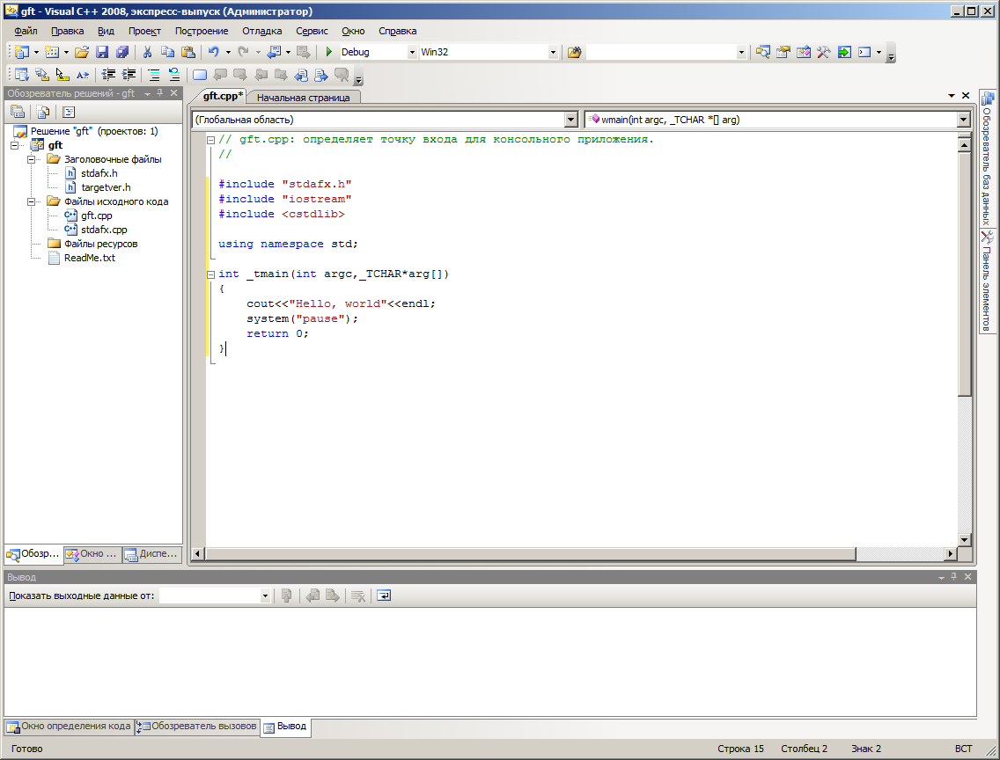 gft - Visual C++ 2008, экспресс-выпуск (Администратор)
Файл Правка Вид Проект Построение Отладка Сервис Окно Справка
Debug Win32
Обозреватель решений - gft
Решение "gft" (проектов: 1)
gft
Заголовочные файлы
stdafx.h
targetver.h
Файлы исходного кода
gft.cpp
stdafx.cpp
Файлы ресурсов
ReadMe.txt
Обозр... Окно ... Диспе...
gft.cpp* Начальная страница
(Глобальная область) wmain(int argc, _TCHAR *[] arg)
// gft.cpp: определяет точку входа для консольного приложения.
//
#include "stdafx.h"
#include "iostream"
#include <cstdlib>
using namespace std;
int _tmain(int argc,_TCHAR*arg[])
{
cout<<"Hello, world"<<endl;
system("pause");
return 0;
}
Обозреватель баз данных
Панель элементов
Вывод
Показать выходные данные от:
Окно определения кода Обозреватель вызовов Вывод
Готово Строка 15 Столбец 2 Знак 2 ВСТ